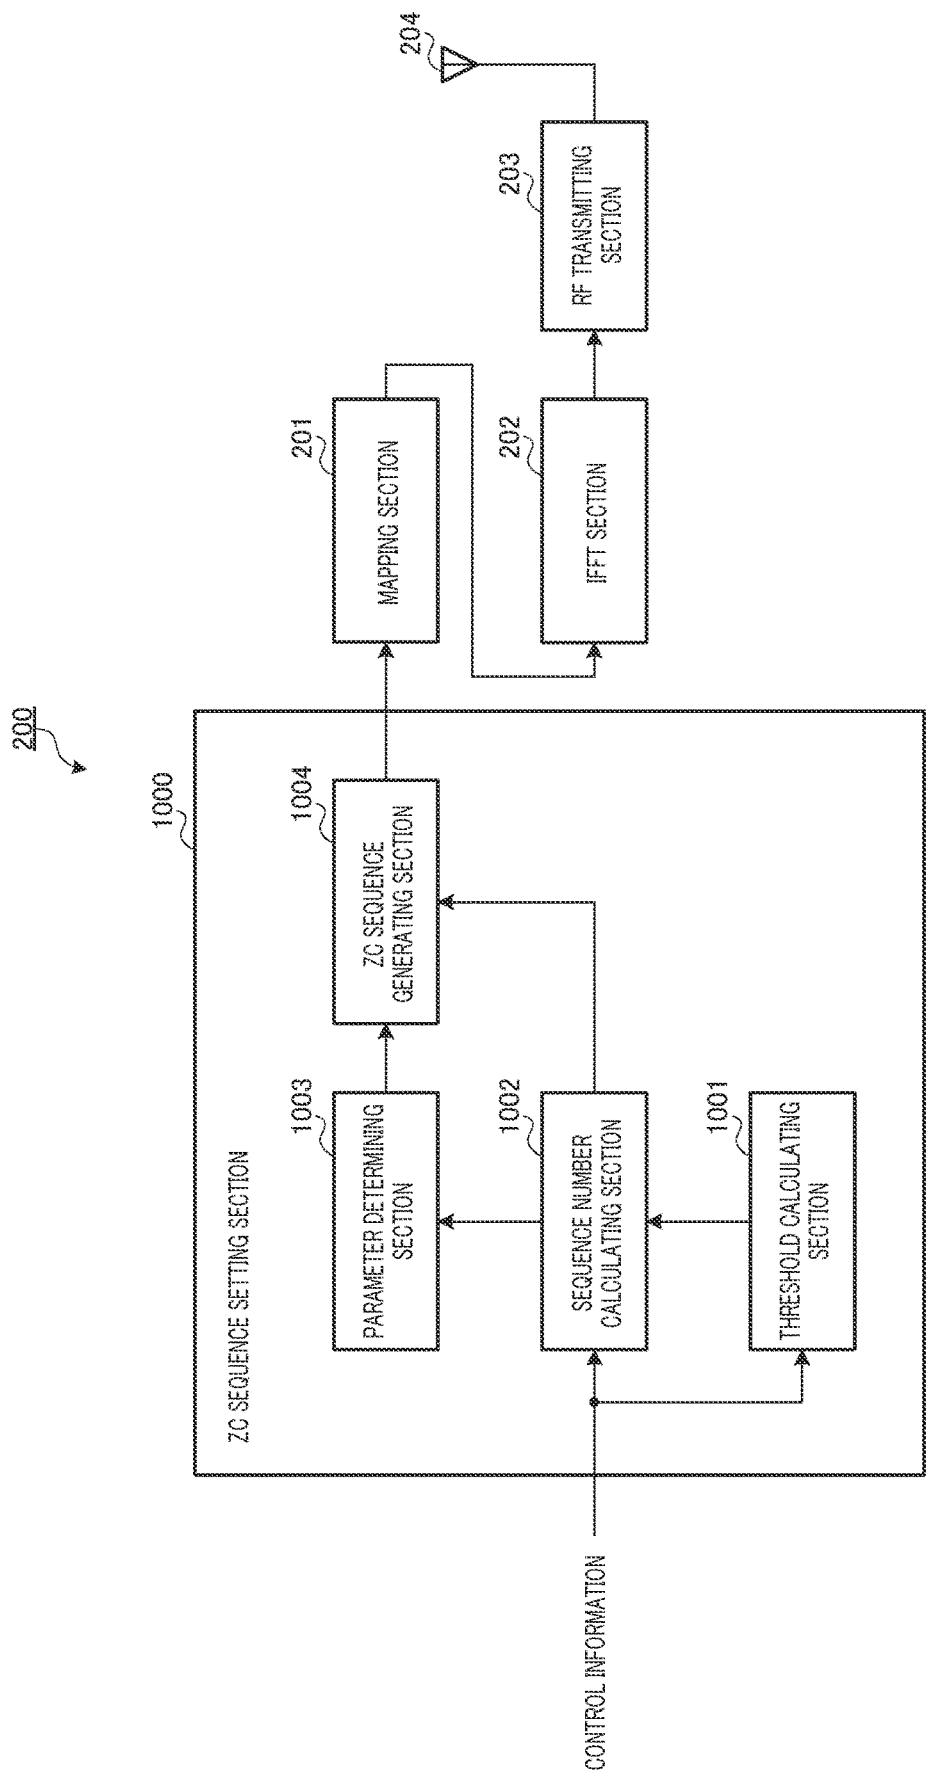 200
1000
ZC SEQUENCE SETTING SECTION
CONTROL INFORMATION
1003
PARAMETER DETERMINING
SECTION
1004
ZC SEQUENCE
GENERATING SECTION
1002
SEQUENCE NUMBER
CALCULATING SECTION
1001
THRESHOLD CALCULATING
SECTION
201
MAPPING SECTION
202
IFFT SECTION
203
RF TRANSMITTING
SECTION
204